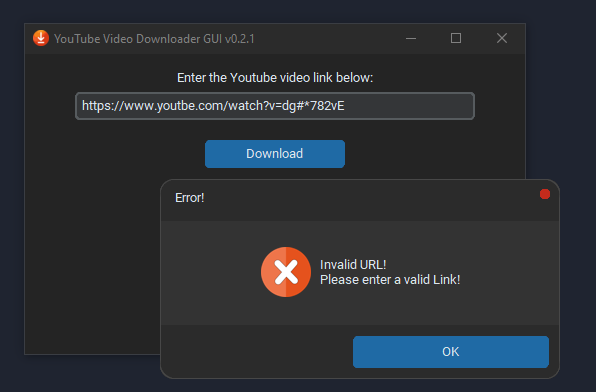 YouTube Video Downloader GUI v0.2.1
Enter the Youtube video link below:
https://www.youtbe.com/watch?v=dg#*782vE
Download
Error!
Invalid URL!
Please enter a valid Link!
OK